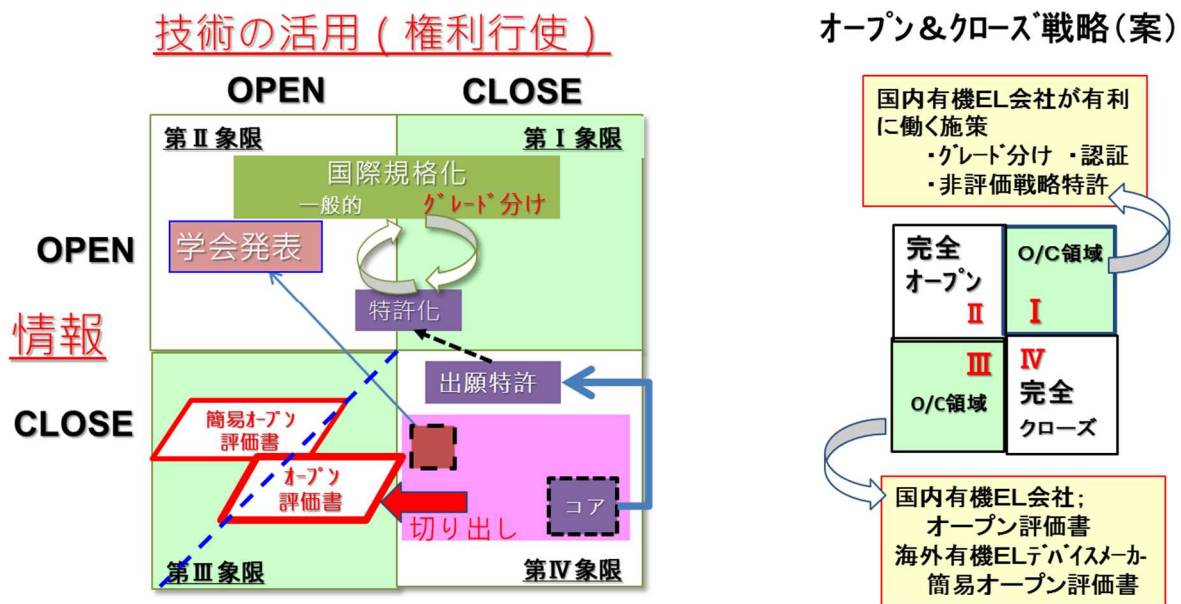 技術の活用(権利行使)
OPEN
CLOSE
第Ⅱ象限
第Ⅰ象限
国際規格化
一般的
グレード分け
学会発表
OPEN
特許化
情報
出願特許
CLOSE
簡易オープン
評価書
オープン
評価書
コア
切り出し
第Ⅲ象限
第Ⅳ象限
オープン&クローズ戦略(案)
国内有機EL会社が有利
に働く施策
・グレード分け ・認証
・非評価戦略特許
完全
オープン
Ⅱ
O/C領域
Ⅰ
Ⅲ
O/C領域
Ⅳ
完全
クローズ
国内有機EL会社;
オープン評価書
海外有機ELデバイスメーカー
簡易オープン評価書